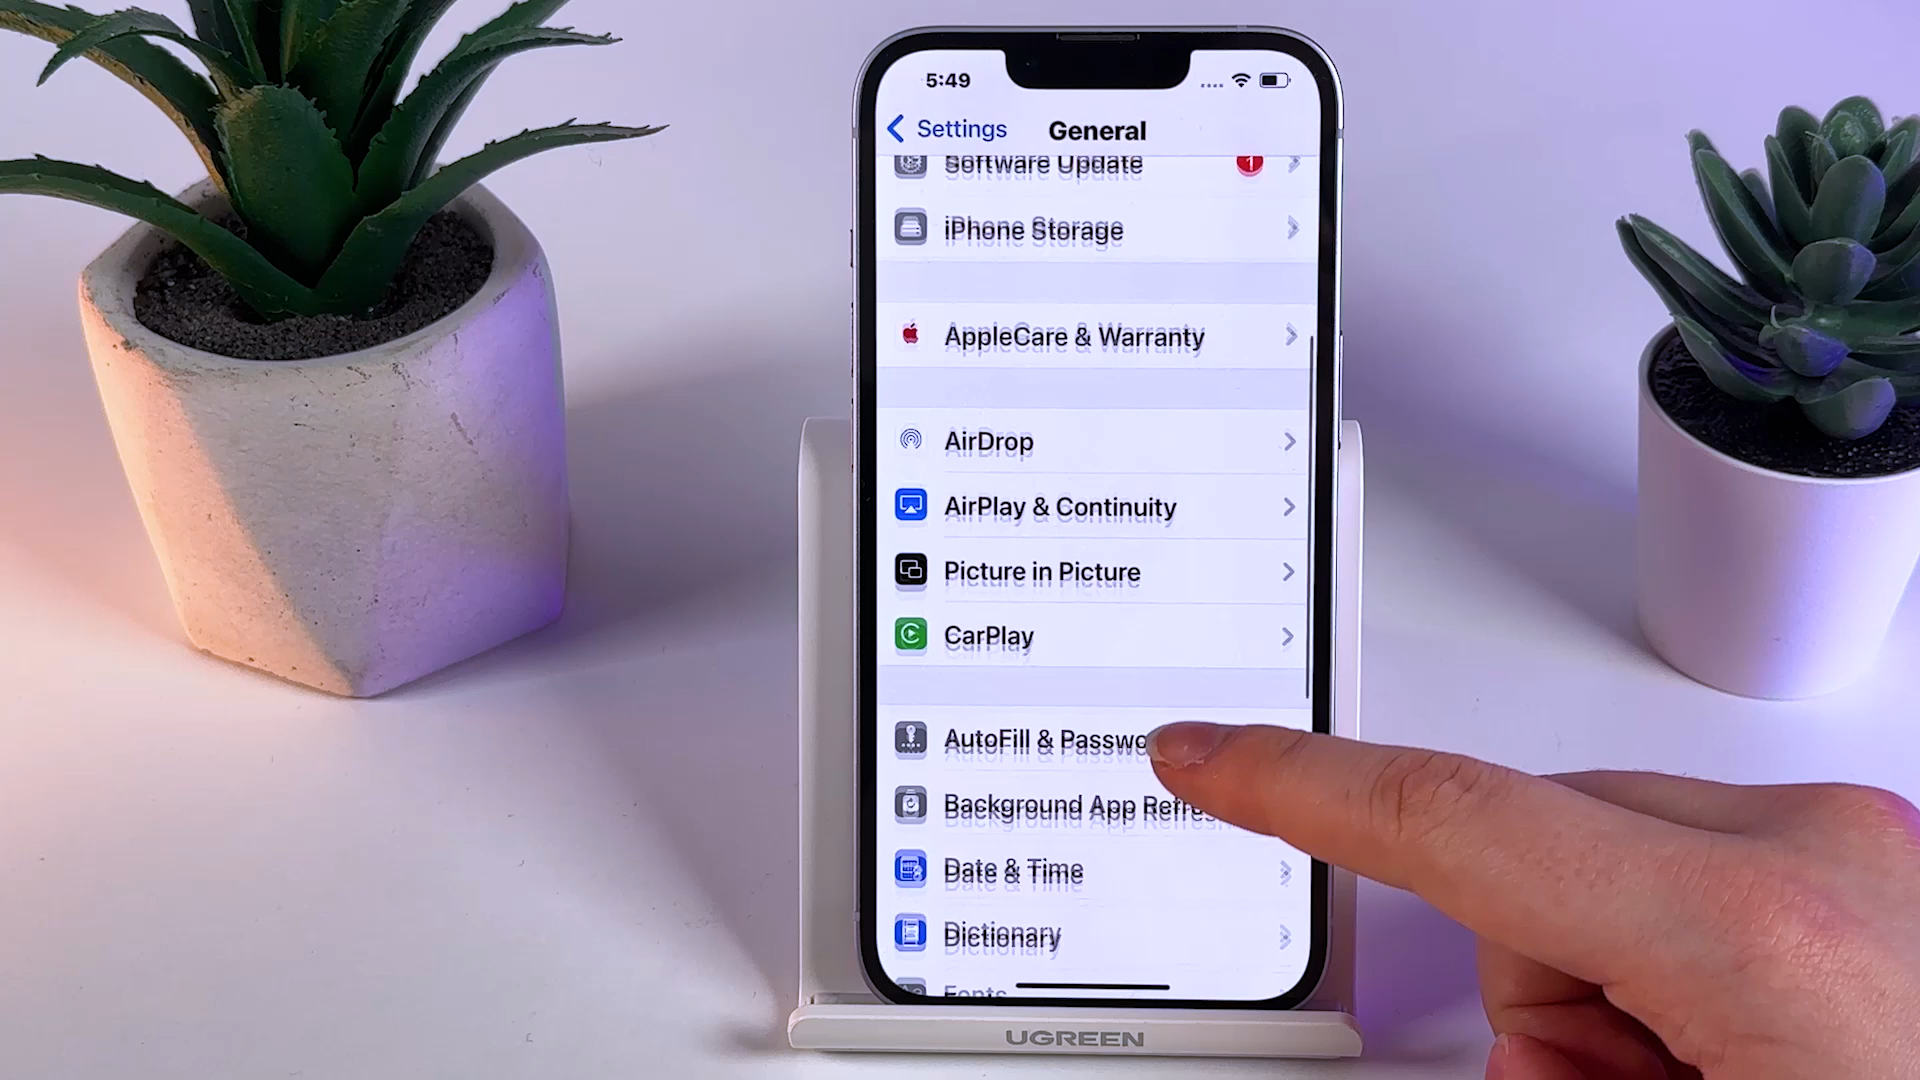 5:49
Settings General
Software Update 1
iPhone Storage
AppleCare & Warranty
AirDrop
AirPlay & Continuity
Picture in Picture
CarPlay
AutoFill & Passwo
Background App Refres
Date & Time
Dictionary
Fonts
UGREEN